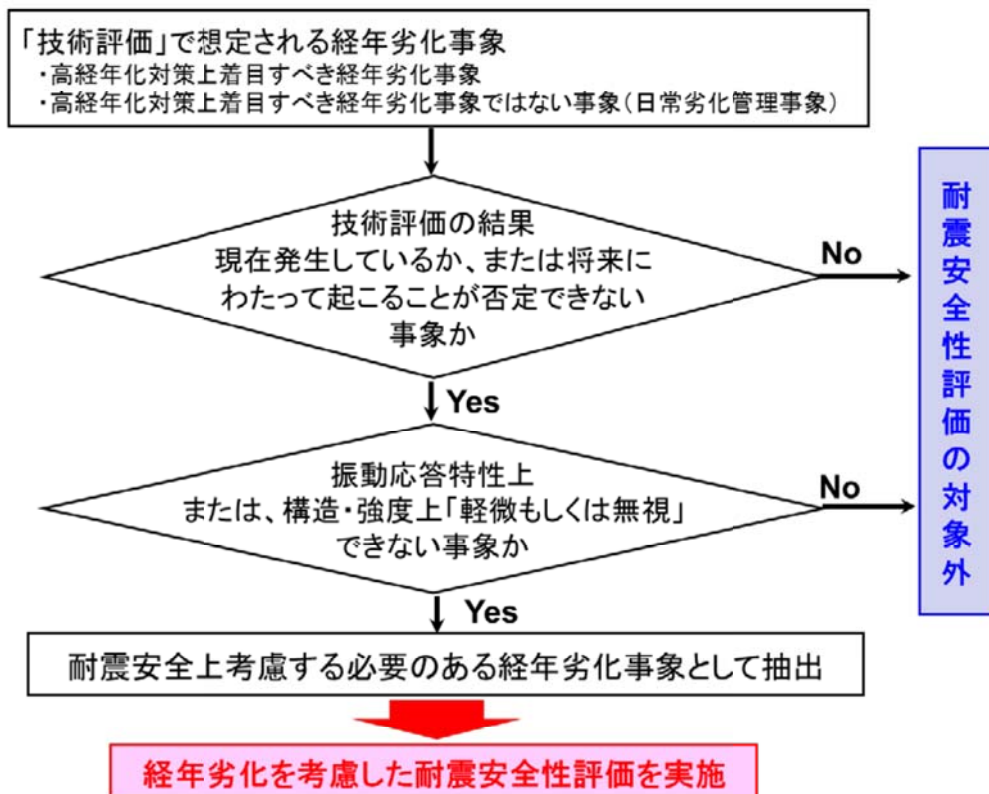 「技術評価」で想定される経年劣化事象
・高経年化対策上着目すべき経年劣化事象
・高経年化対策上着目すべき経年劣化事象ではない事象(日常劣化管理事象)
技術評価の結果
現在発生しているか、または将来に
わたって起こることが否定できない
事象か
No
Yes
振動応答特性上
または、構造・強度上「軽微もしくは無視」
できない事象か
No
Yes
耐震安全性評価の対象外
耐震安全上考慮する必要のある経年劣化事象として抽出
経年劣化を考慮した耐震安全性評価を実施